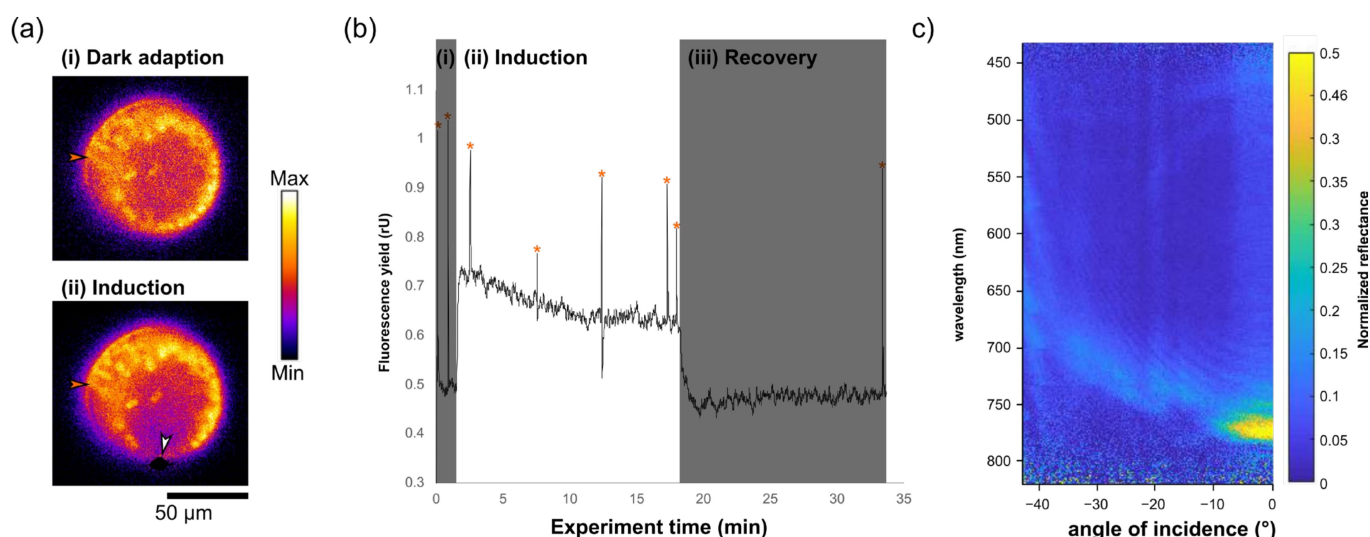 (a)
(i) Dark adaption
(ii) Induction
50 µm
Max
Min
(b)
(i) (ii) Induction
(iii) Recovery
Fluorescence yield (rU)
1.1
1
0.9
0.8
0.7
0.6
0.5
0.4
0.3
0 5 10 15 20 25 30 35
Experiment time (min)
c)
wavelength (nm)
450
500
550
600
650
700
750
800
−40 −30 −20 −10 0
angle of incidence (°)
0.5
0.46
0.3
0.35
0.3
0.25
0.2
0.15
0.1
0.05
0
Normalized reflectance